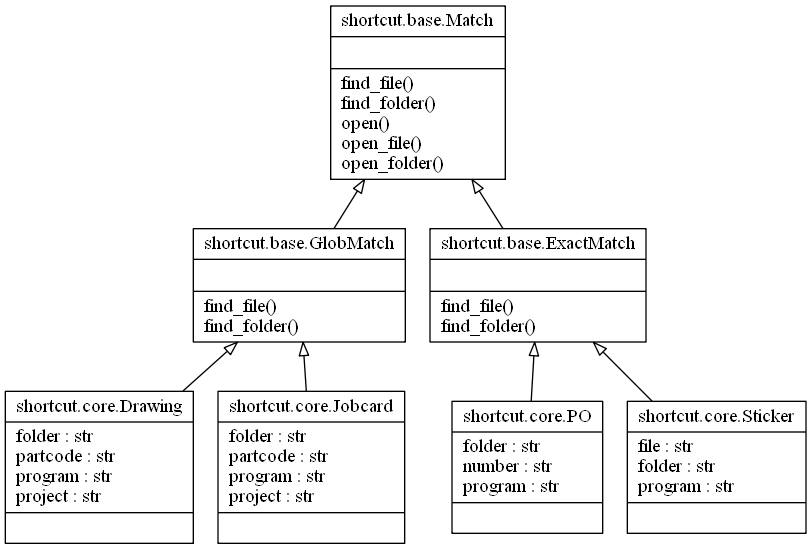 shortcut.base.Match
find_file()
find_folder()
open()
open_file()
open_folder()
shortcut.base.GlobMatch
find_file()
find_folder()
shortcut.base.ExactMatch
find_file()
find_folder()
shortcut.core.Drawing
folder : str
partcode : str
program : str
project : str
shortcut.core.Jobcard
folder : str
partcode : str
program : str
project : str
shortcut.core.PO
folder : str
number : str
program : str
shortcut.core.Sticker
file : str
folder : str
program : str